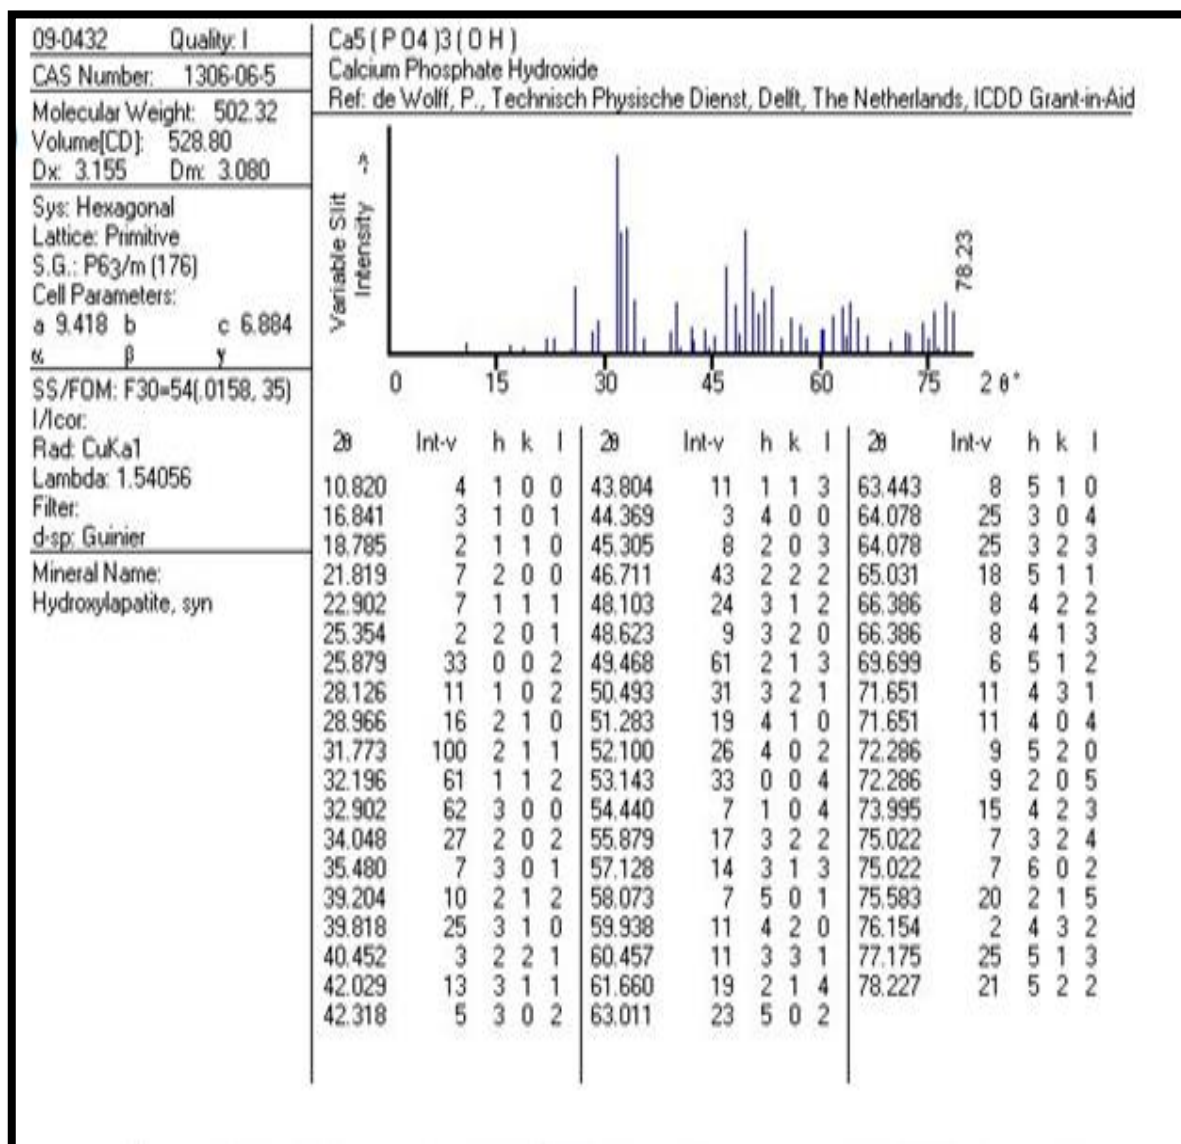 09-0432 Quality: I
CAS Number: 1306-06-5
Molecular Weight: 502.32
Volume[CD]: 528.80
Dx: 3.155 Dm: 3.080
Sys: Hexagonal
Lattice: Primitive
S.G.: P63/m (176)
Cell Parameters:
a 9.418 b c 6.884
α β γ
SS/FOM: F30=54(.0158, 35)
I/Icor:
Rad: CuKa1
Lambda: 1.54056
Filter:
d-sp: Guinier
Mineral Name:
Hydroxylapatite, syn
Ca5 ( P O4 )3 ( O H )
Calcium Phosphate Hydroxide
Ref: de Wolff, P., Technisch Physische Dienst, Delft, The Netherlands, ICDD Grant-in-Aid
Variable Slit
Intensity ->
78.23
0 15 30 45 60 75 2 θ°
2θ Int-v h k l
10.820 4 1 0 0
16.841 3 1 0 1
18.785 2 1 1 0
21.819 7 2 0 0
22.902 7 1 1 1
25.354 2 2 0 1
25.879 33 0 0 2
28.126 11 1 0 2
28.966 16 2 1 0
31.773 100 2 1 1
32.196 61 1 1 2
32.902 62 3 0 0
34.048 27 2 0 2
35.480 7 3 0 1
39.204 10 2 1 2
39.818 25 3 1 0
40.452 3 2 2 1
42.029 13 3 1 1
42.318 5 3 0 2
2θ Int-v h k l
43.804 11 1 1 3
44.369 3 4 0 0
45.305 8 2 0 3
46.711 43 2 2 2
48.103 24 3 1 2
48.623 9 3 2 0
49.468 61 2 1 3
50.493 31 3 2 1
51.283 19 4 1 0
52.100 26 4 0 2
53.143 33 0 0 4
54.440 7 1 0 4
55.879 17 3 2 2
57.128 14 3 1 3
58.073 7 5 0 1
59.938 11 4 2 0
60.457 11 3 3 1
61.660 19 2 1 4
63.011 23 5 0 2
2θ Int-v h k l
63.443 8 5 1 0
64.078 25 3 0 4
64.078 25 3 2 3
65.031 18 5 1 1
66.386 8 4 2 2
66.386 8 4 1 3
69.699 6 5 1 2
71.651 11 4 3 1
71.651 11 4 0 4
72.286 9 5 2 0
72.286 9 2 0 5
73.995 15 4 2 3
75.022 7 3 2 4
75.022 7 6 0 2
75.583 20 2 1 5
76.154 2 4 3 2
77.175 25 5 1 3
78.227 21 5 2 2